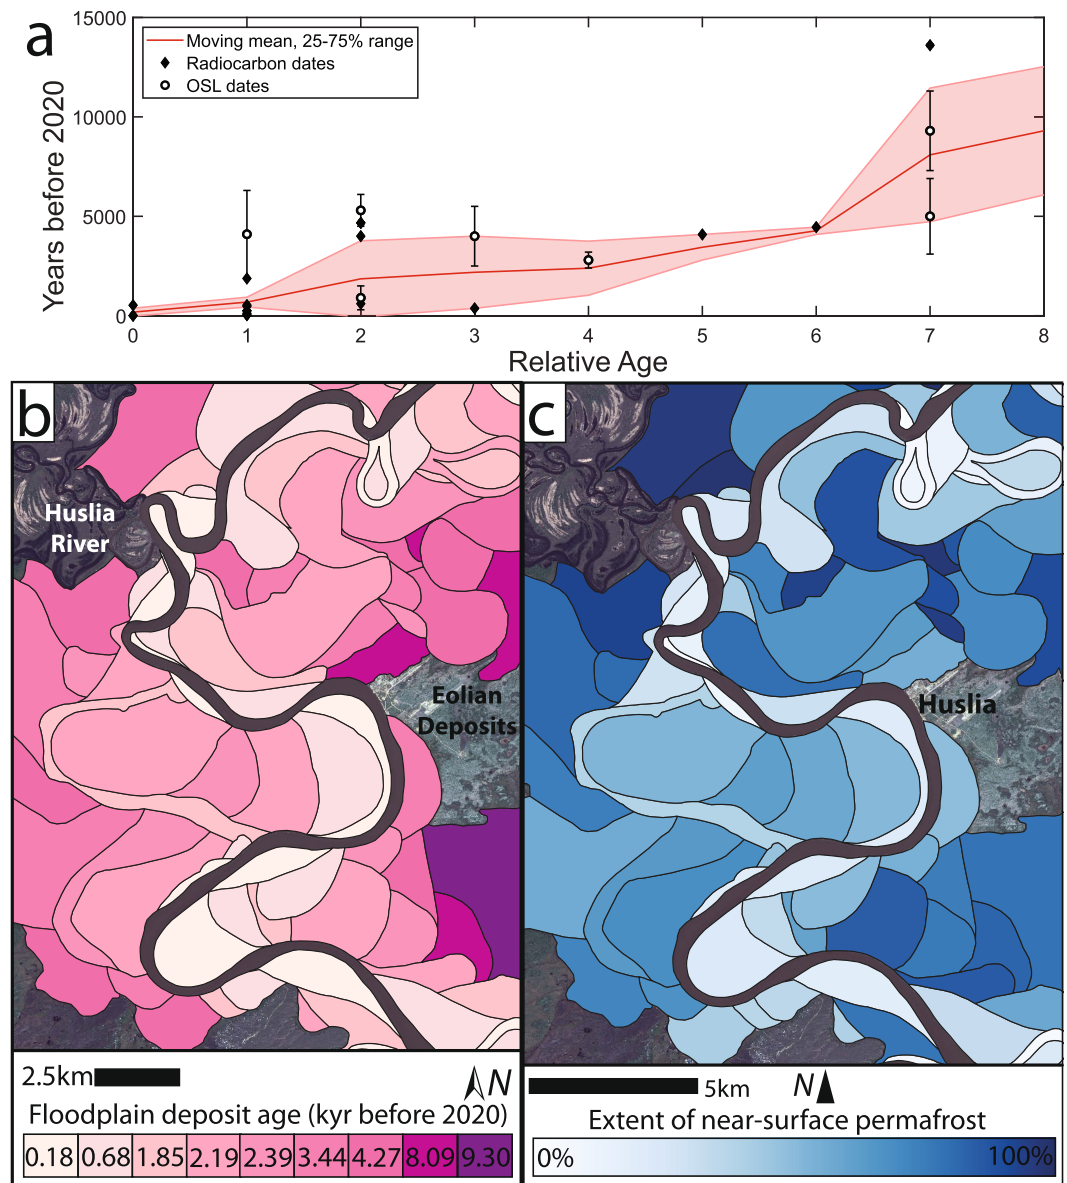 a
15000
10000
5000
0
Years before 2020
Moving mean, 25-75% range
Radiocarbon dates
OSL dates
0 1 2 3 4 5 6 7 8
Relative Age
b
Huslia
River
Eolian
Deposits
2.5km
N
Floodplain deposit age (kyr before 2020)
0.18 0.68 1.85 2.19 2.39 3.44 4.27 8.09 9.30
c
Huslia
5km
N
Extent of near-surface permafrost
0% 100%